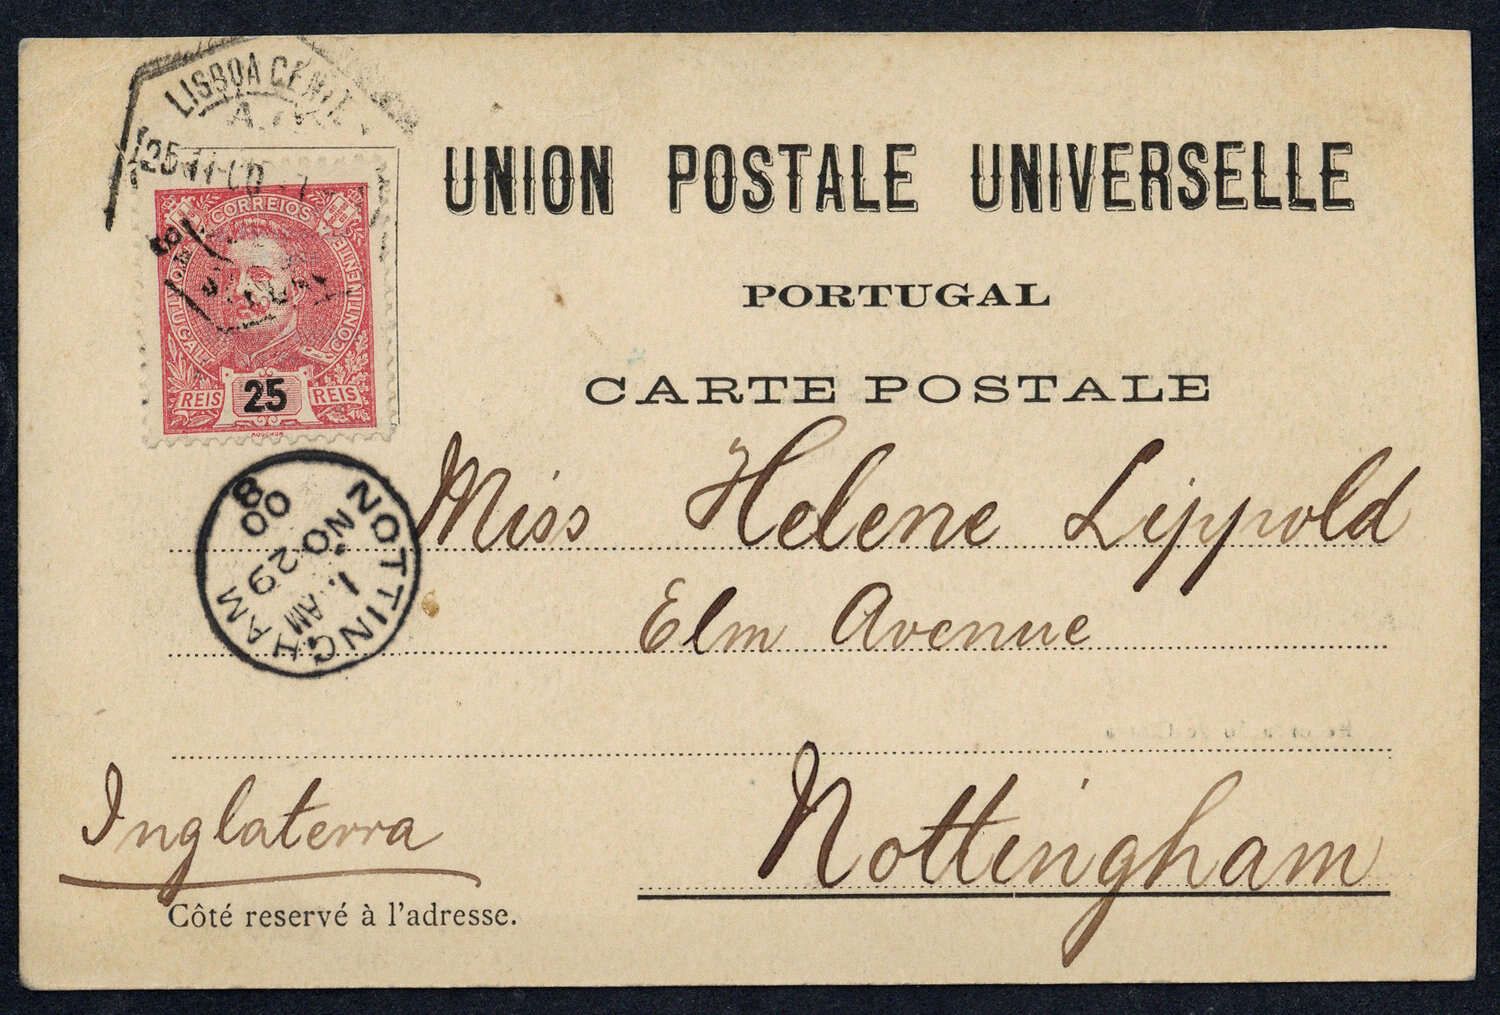 LISBOA CENT
UNION POSTALE UNIVERSELLE
PORTUGAL
CARTE POSTALE
CORREIOS
PORTUGAL
CONTINENTE
REIS 25 REIS
NOTTINGHAM
8
00
NO 29
1. AM
Miss Helene Lippold
Elm Avenue
Nottingham
Inglaterra
Côté reservé à l'adresse.